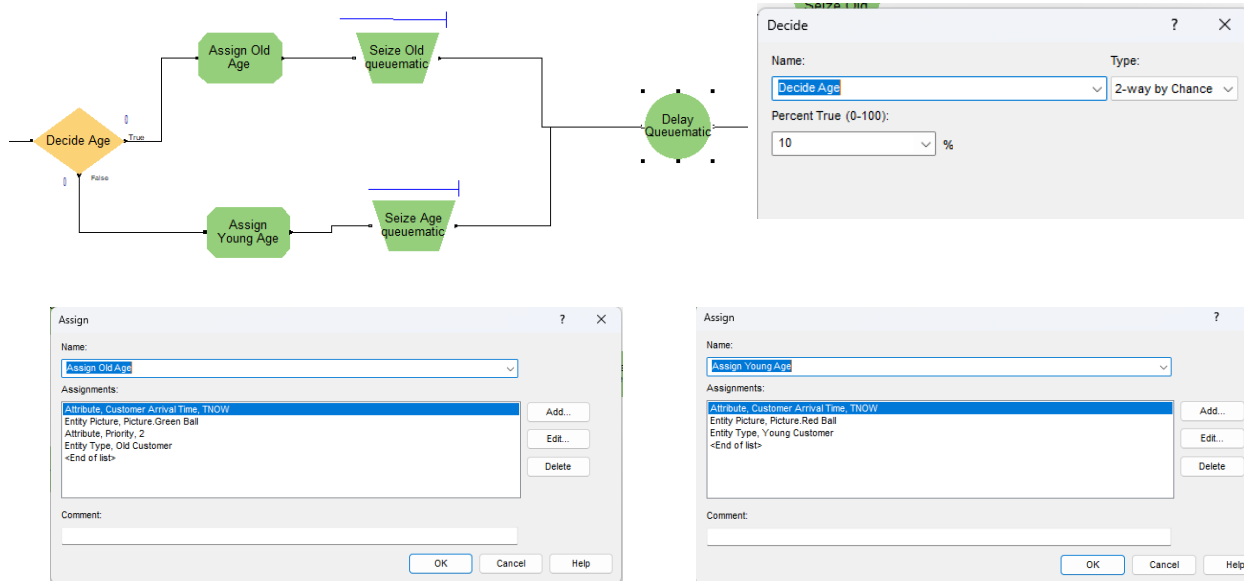 Assign Old
Age
Seize Old
queuematic
Decide Age
True
False
Delay
Queuematic
Assign
Young Age
Seize Age
queuematic
Seize Old
Decide
?
Name:
Type:
Decide Age
2-way by Chance
Percent True (0-100):
10
%
Assign
?
Name:
Assign Old Age
Assignments:
Attribute, Customer Arrival Time, TNOW
Entity Picture, Picture.Green Ball
Attribute, Priority, 2
Entity Type, Old Customer
<End of list>
Add...
Edit...
Delete
Comment:
OK
Cancel
Help
Assign
?
Name:
Assign Young Age
Assignments:
Attribute, Customer Arrival Time, TNOW
Entity Picture, Picture.Red Ball
Entity Type, Young Customer
<End of list>
Add...
Edit...
Delete
Comment:
OK
Cancel
Help